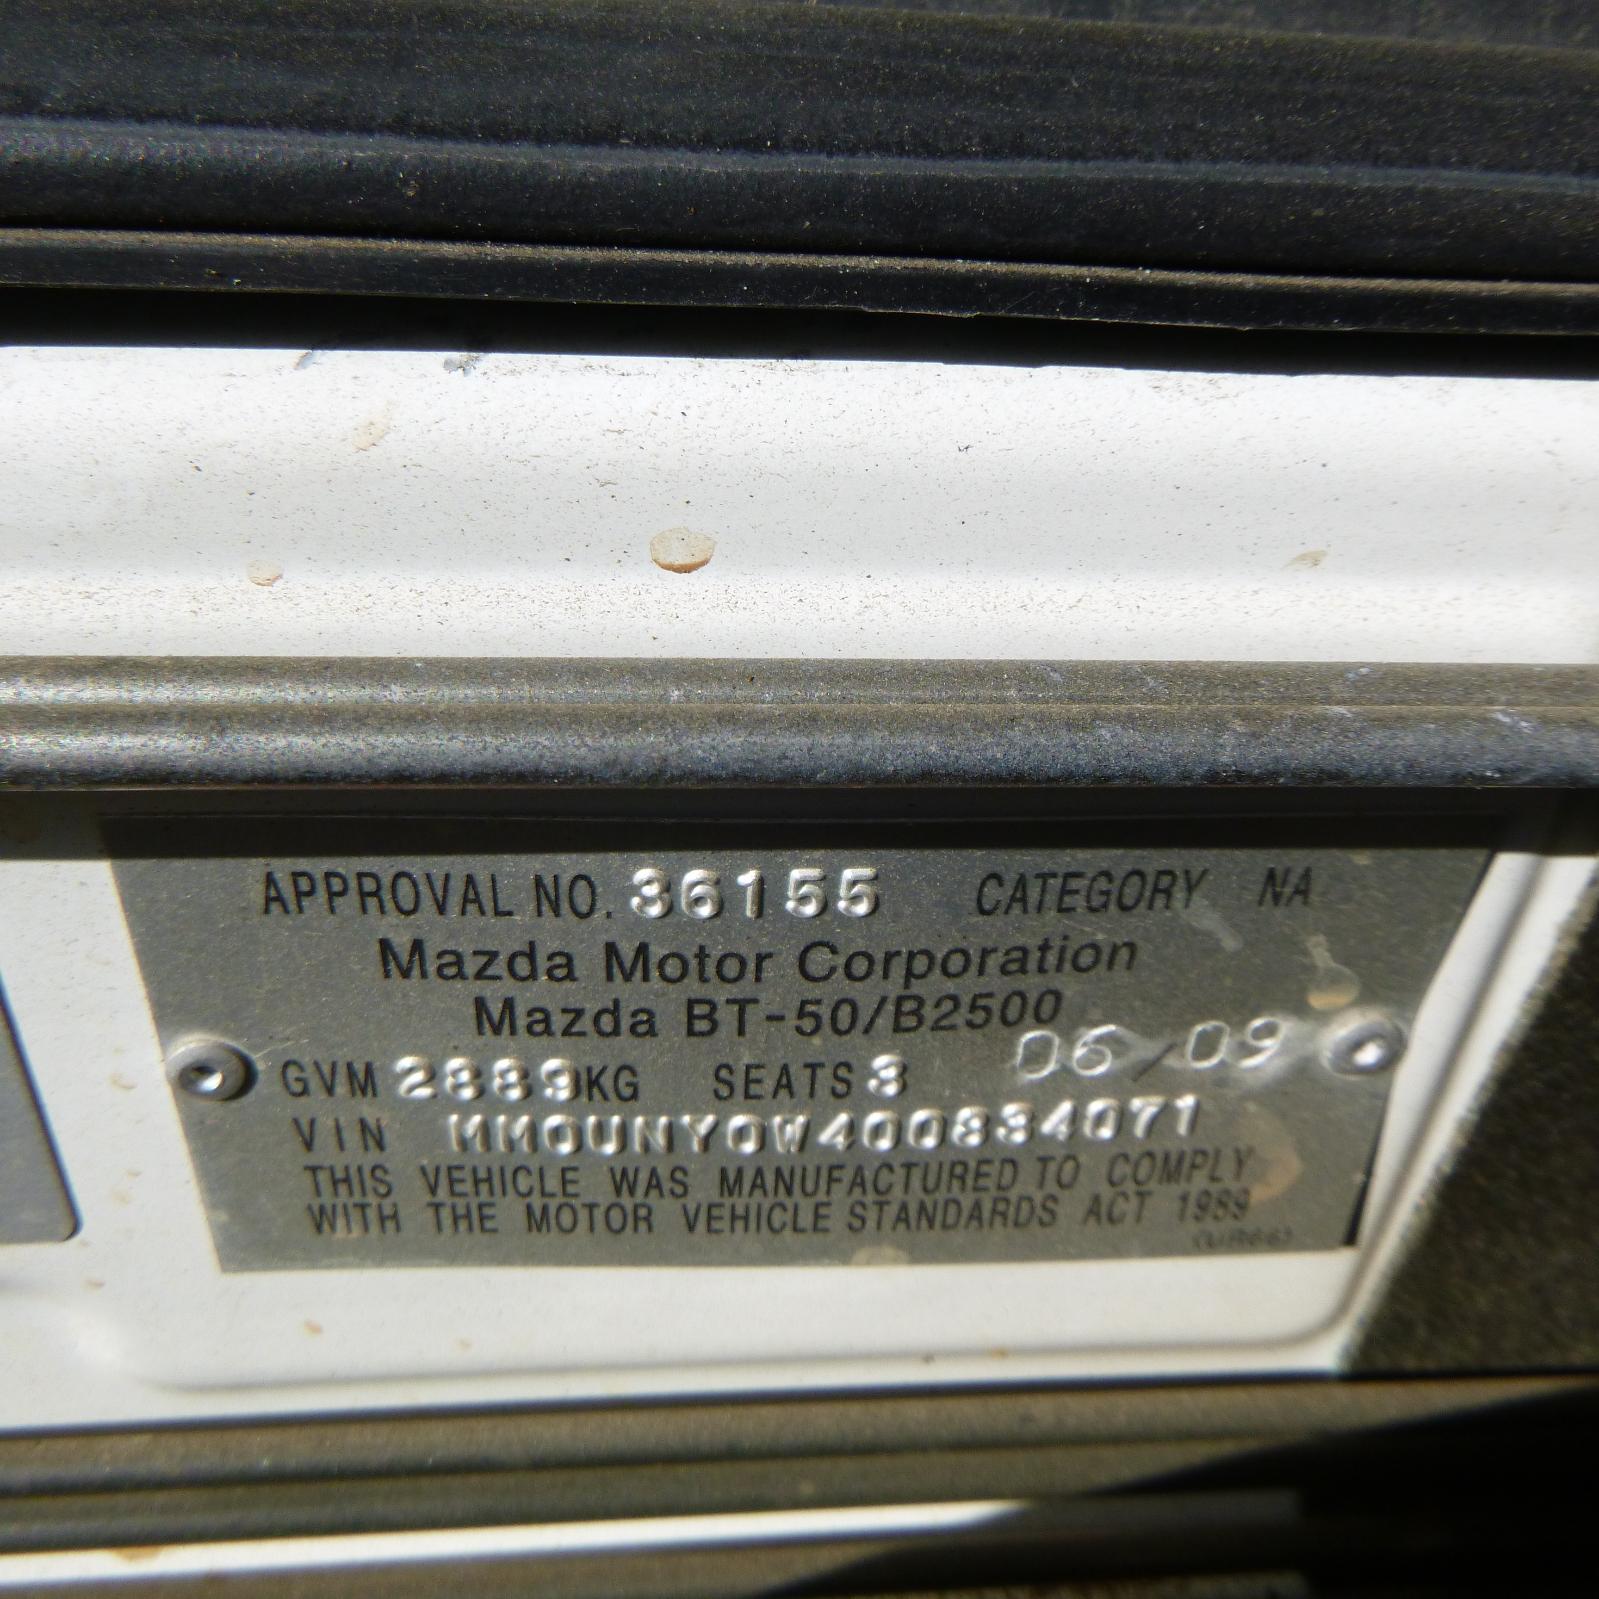 APPROVAL NO. 36155 CATEGORY NA
Mazda Motor Corporation
Mazda BT-50/B2500
06/09
GVM 2889KG SEATS 3
VIN MM0UNY0W400834071
THIS VEHICLE WAS MANUFACTURED TO COMPLY
WITH THE MOTOR VEHICLE STANDARDS ACT 1989